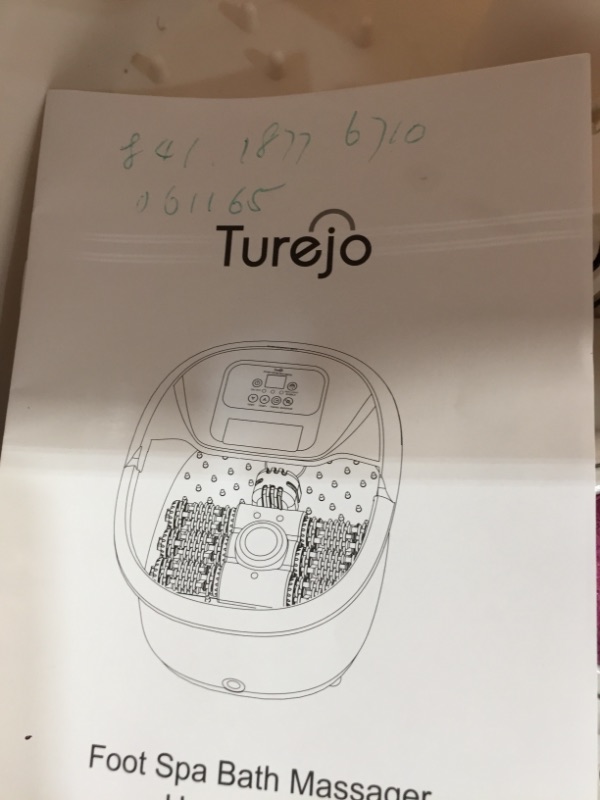 841.1877 6710
061165
Turejo
Foot Spa Bath Massager